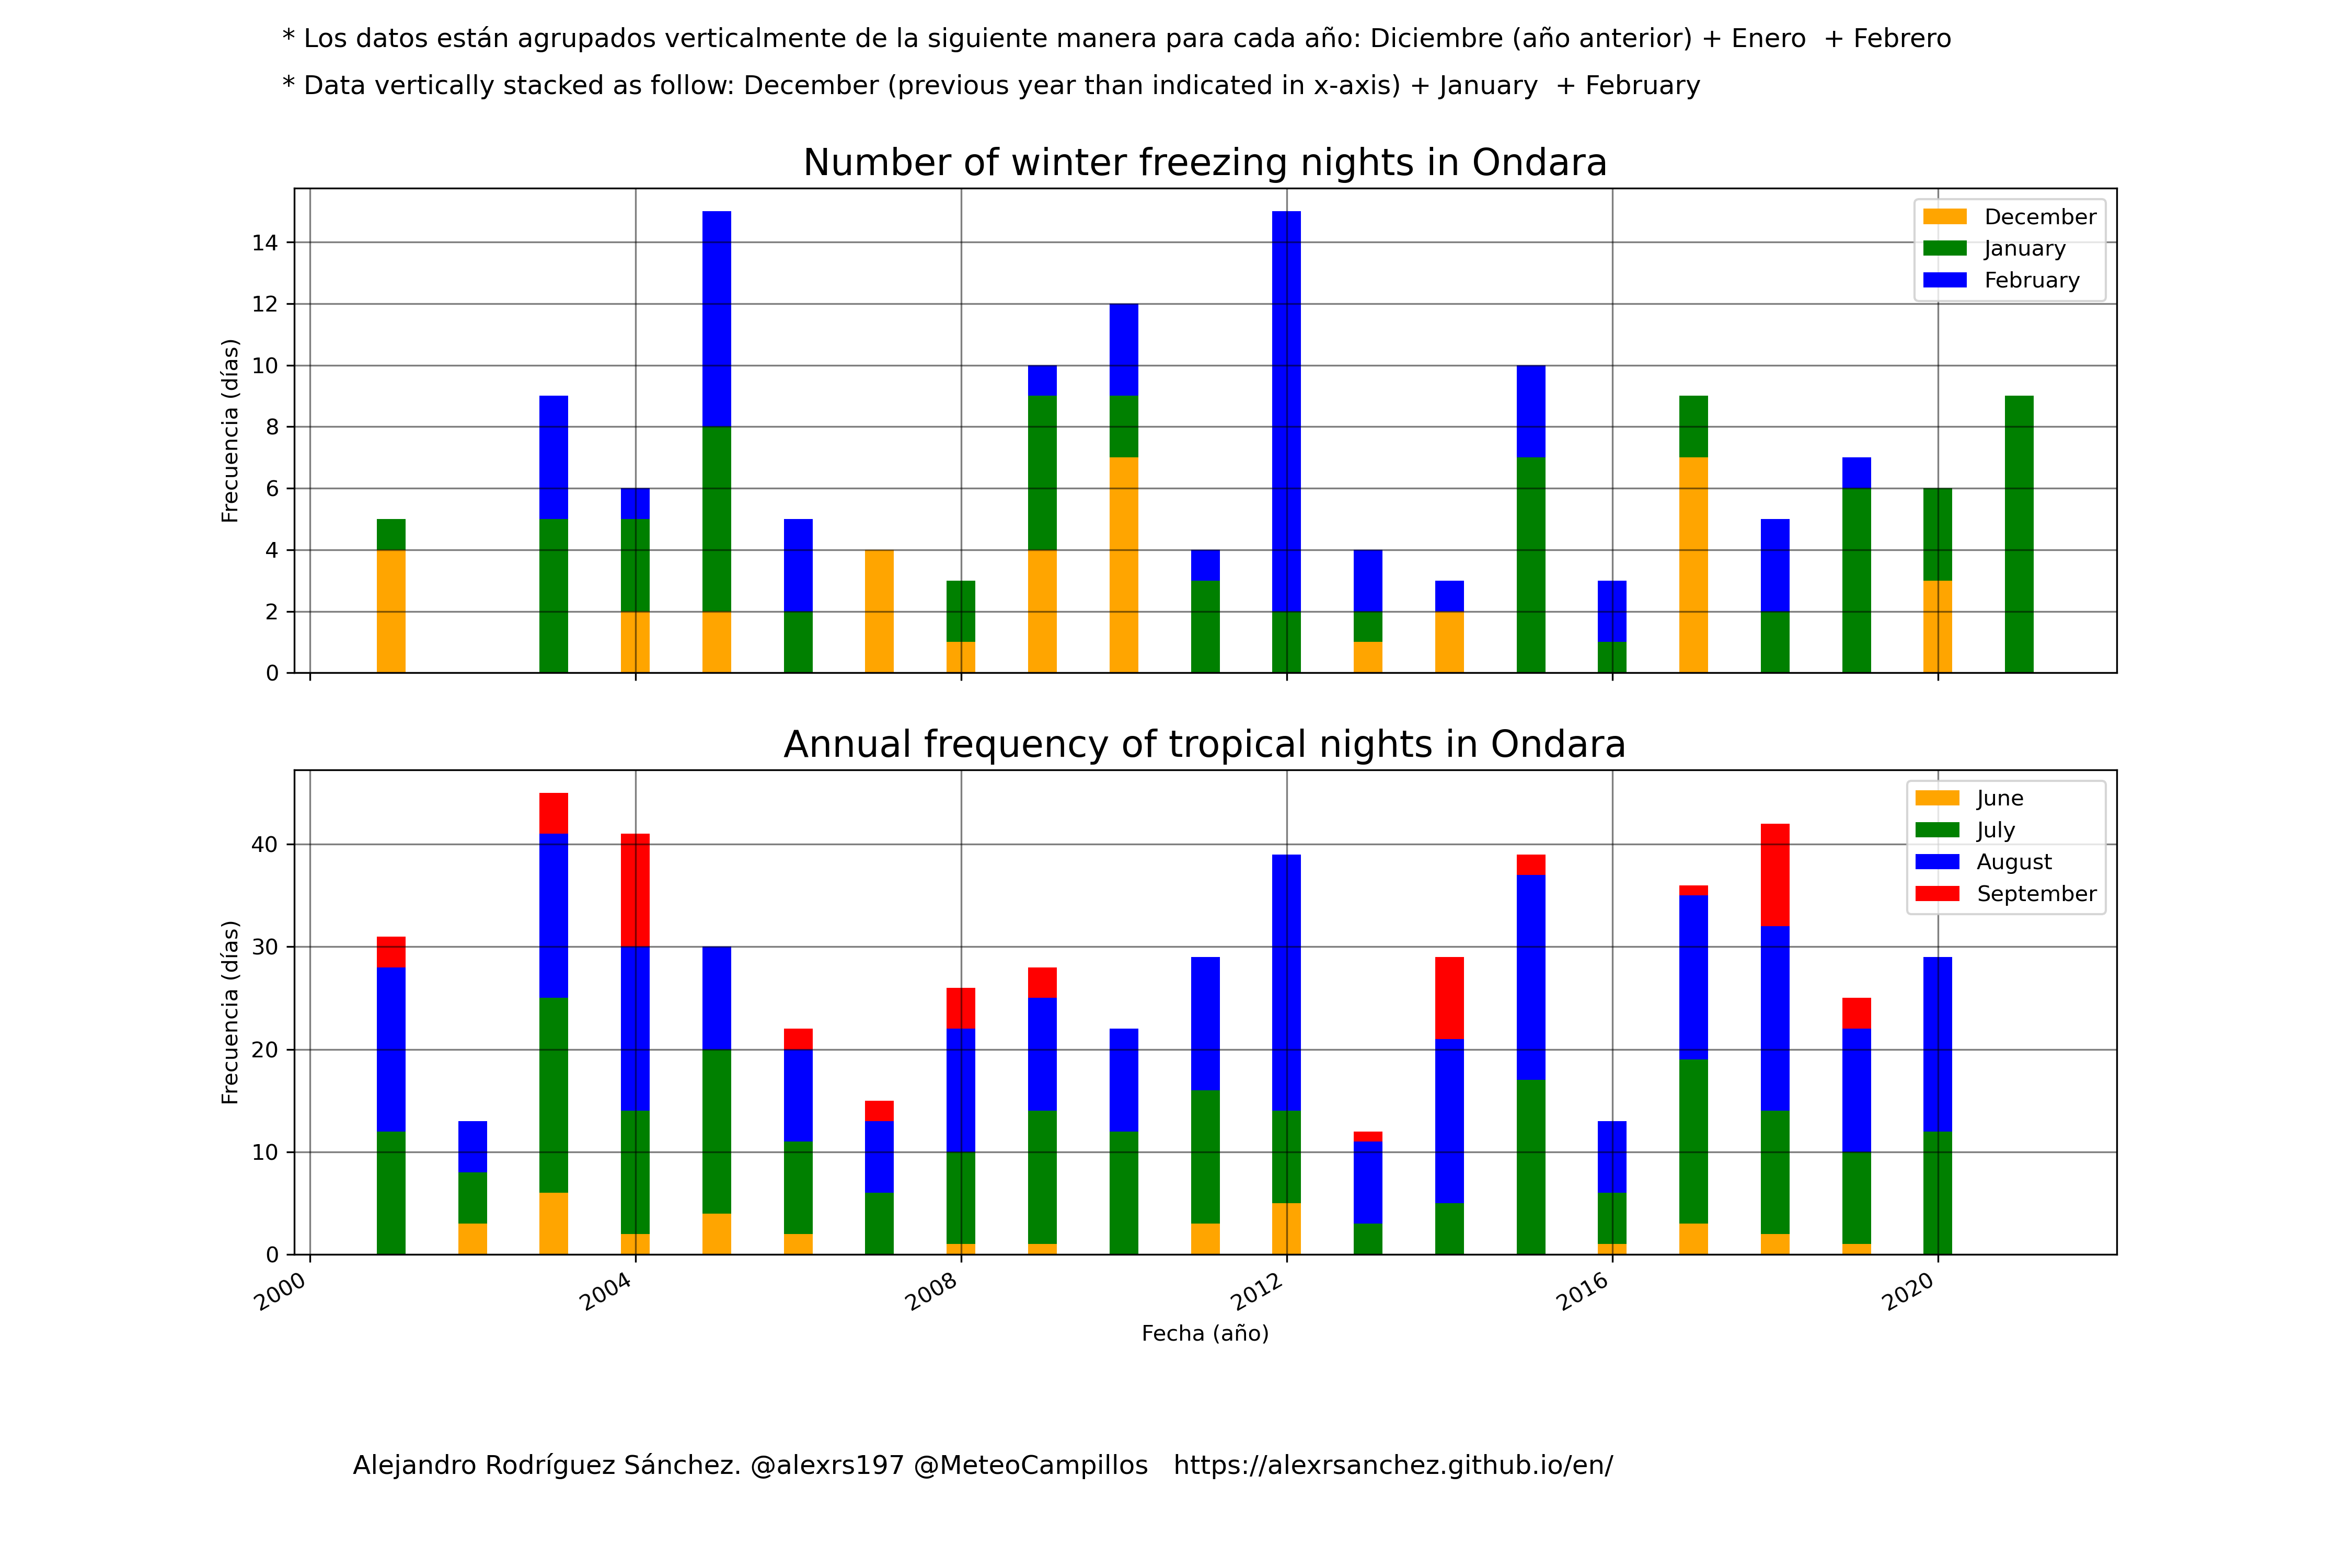 * Los datos están agrupados verticalmente de la siguiente manera para cada año: Diciembre (año anterior) + Enero  + Febrero
* Data vertically stacked as follow: December (previous year than indicated in x-axis) + January  + February
Number of winter freezing nights in Ondara
Frecuencia (días)
14
12
10
8
6
4
2
0
December
January
February
Annual frequency of tropical nights in Ondara
Frecuencia (días)
40
30
20
10
0
June
July
August
September
2000
2004
2008
2012
2016
2020
Fecha (año)
Alejandro Rodríguez Sánchez. @alexrs197 @MeteoCampillos   https://alexrsanchez.github.io/en/